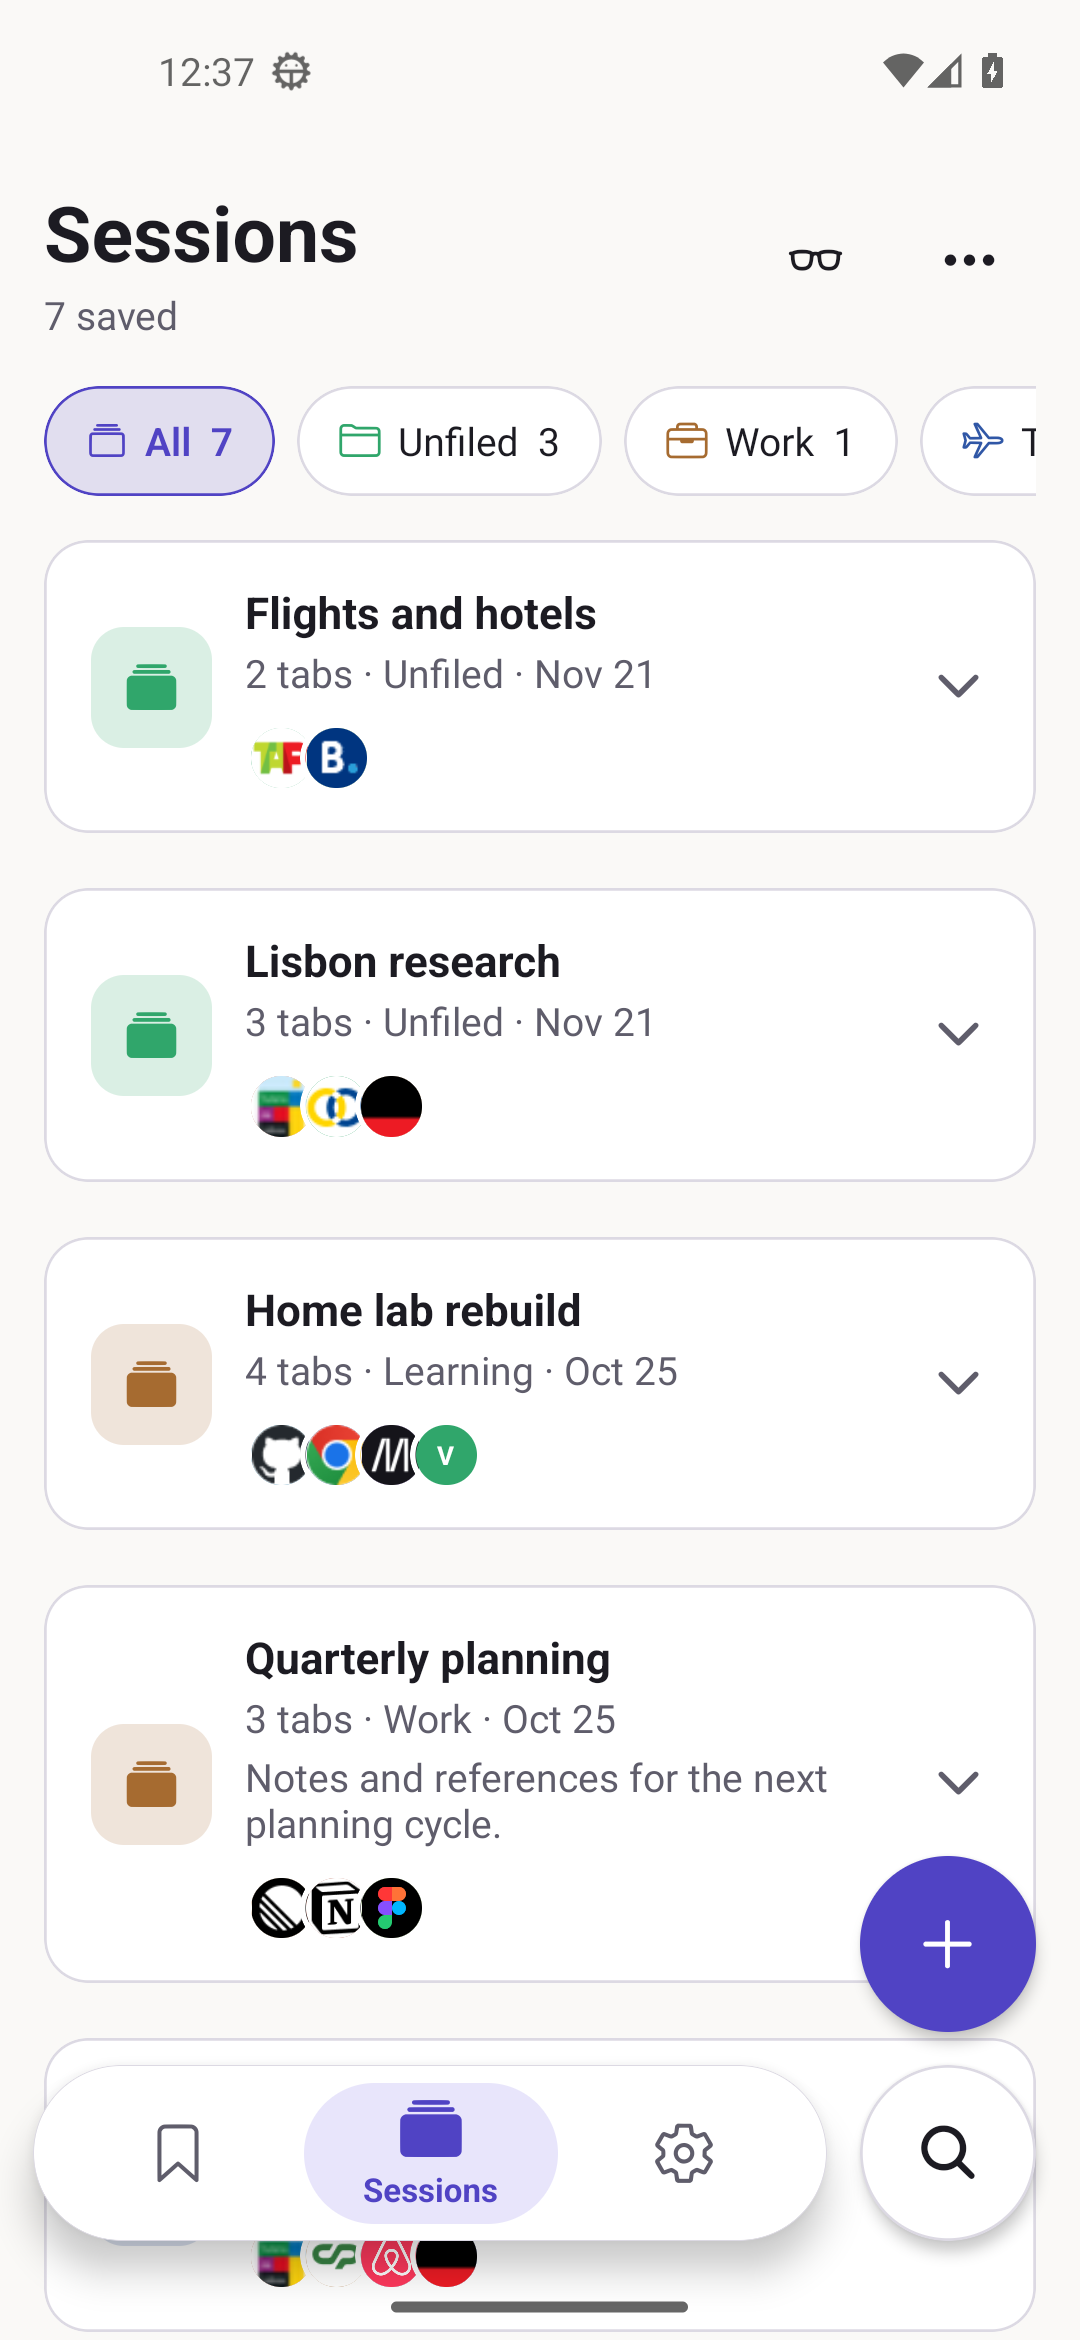 12:37
Sessions
7 saved
All 7
Unfiled 3
Work 1
T
Flights and hotels
2 tabs · Unfiled · Nov 21
TAP
B.
Lisbon research
3 tabs · Unfiled · Nov 21
Home lab rebuild
4 tabs · Learning · Oct 25
V
Quarterly planning
3 tabs · Work · Oct 25
Notes and references for the next
planning cycle.
N
Sessions